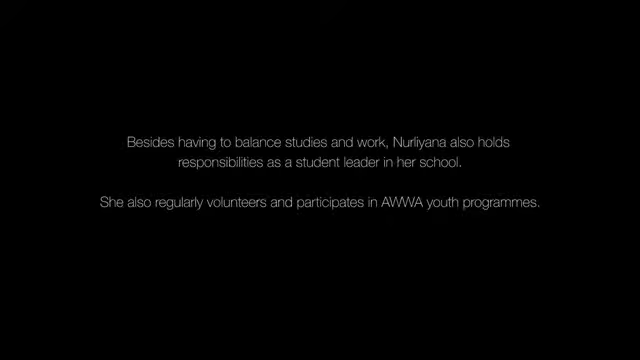 Besides having to balance studies and work, Nurliyana also holds
responsibilities as a student leader in her school.
She also regularly volunteers and participates in AWWA youth programmes.